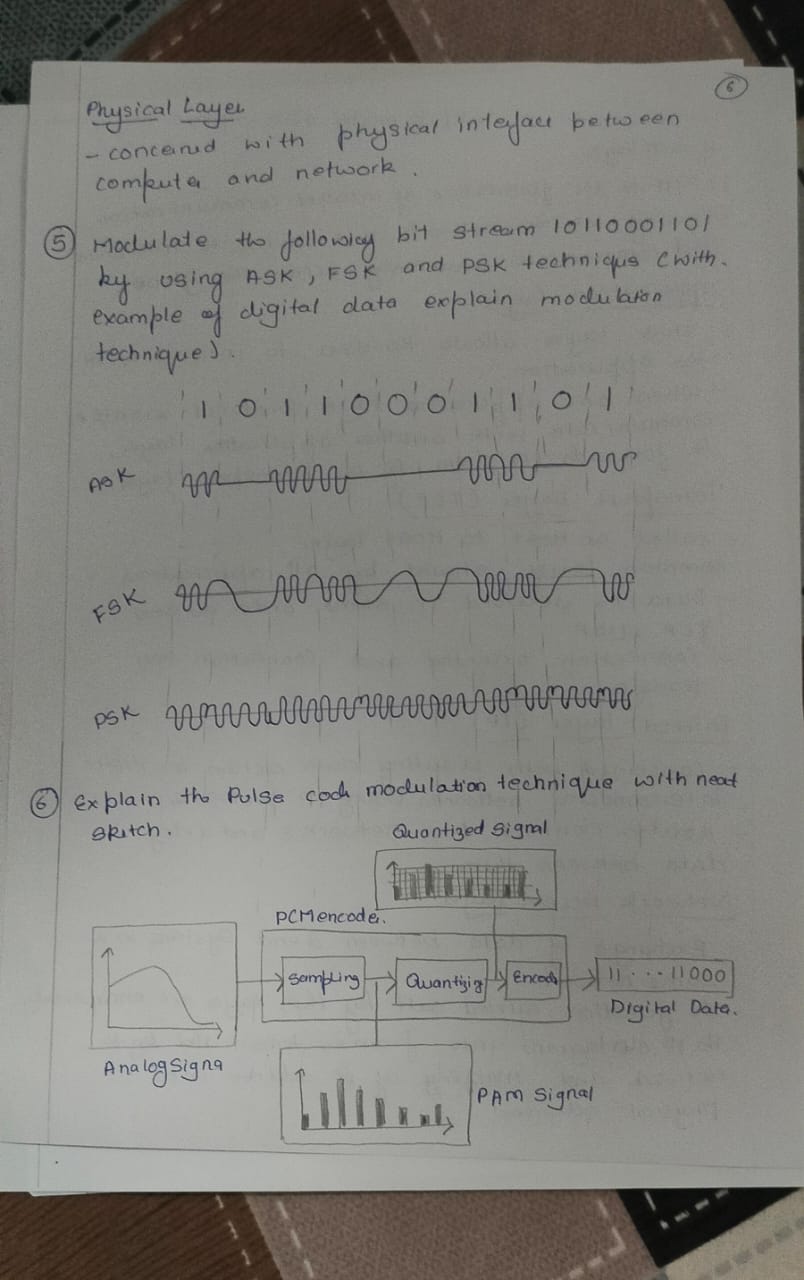 6
Physical Layer
- concerned with physical interface between
computer and network.
5 Modulate the following bit stream 10110001101
by using ASK, FSK and PSK technique (with
example of digital data explain modulation
technique).
1 0 1 1 0 0 0 1 1 0 1
ASK
FSK
PSK
6 Explain the Pulse code modulation technique with neat
sketch.
Quantized signal
PCM encoder.
Sampling
Quantizig
Encode
11 · · · 11000
Digital Data.
Analog Signa
PAM Signal